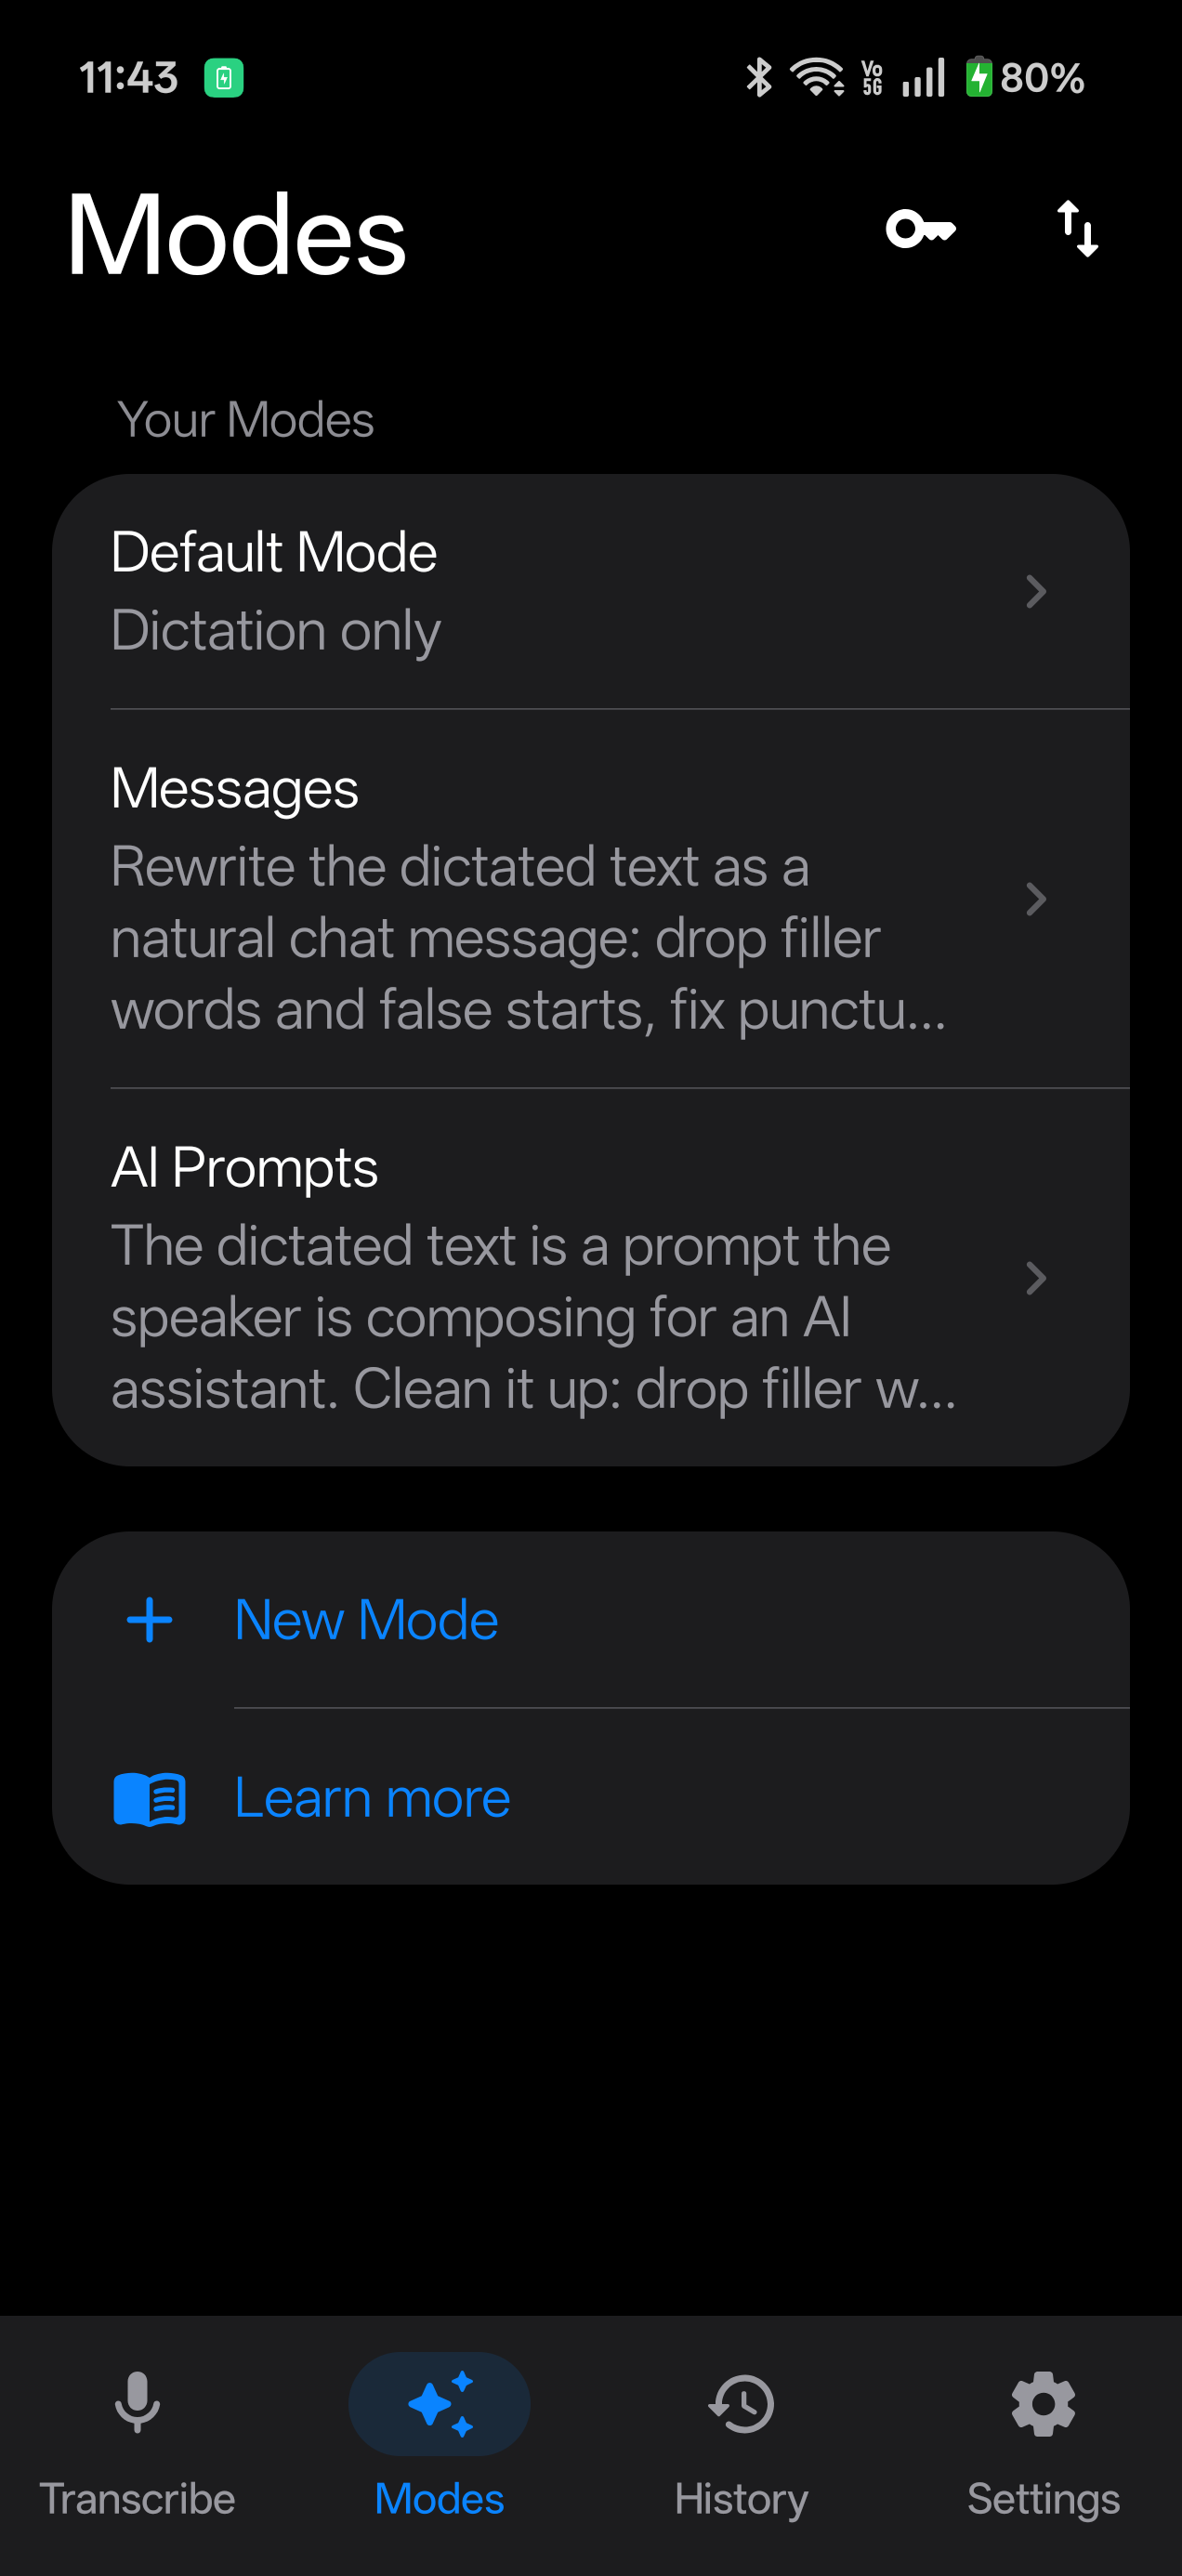 11:43
Vo 5G
80%
Modes
Your Modes
Default Mode
Dictation only
Messages
Rewrite the dictated text as a
natural chat message: drop filler
words and false starts, fix punctu...
AI Prompts
The dictated text is a prompt the
speaker is composing for an AI
assistant. Clean it up: drop filler w...
New Mode
Learn more
Transcribe
Modes
History
Settings